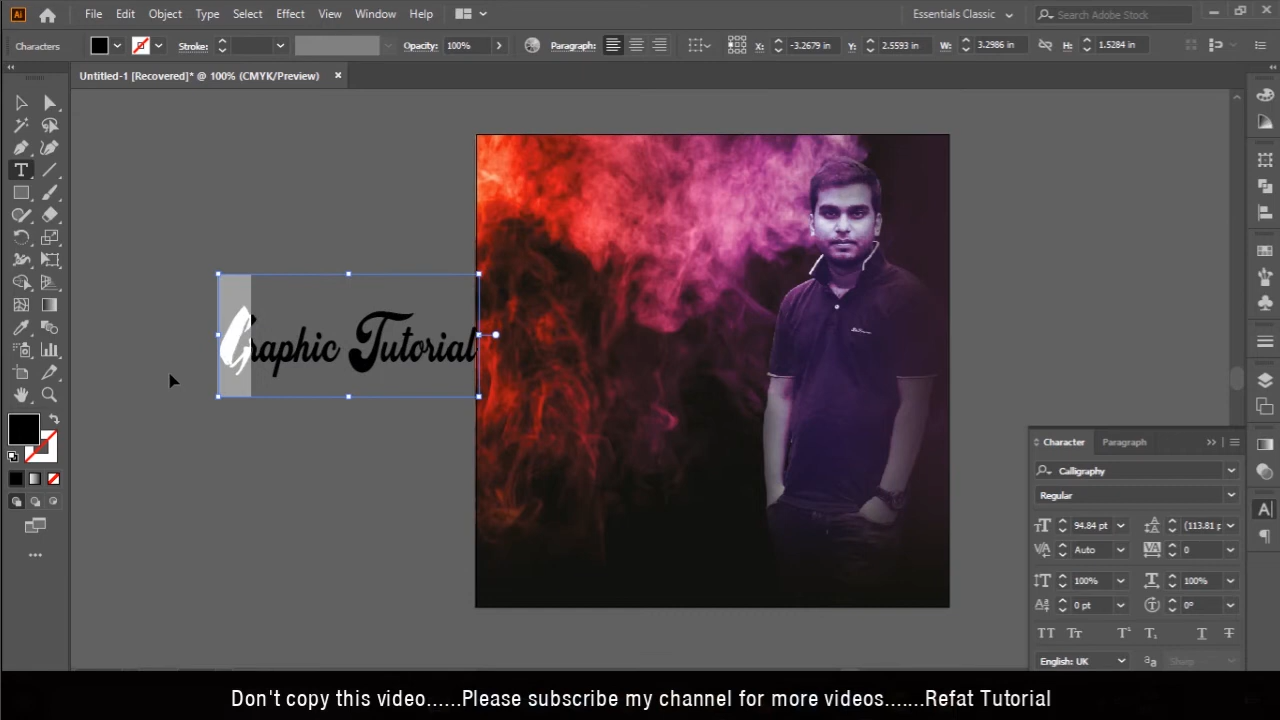 Ai File Edit Object Type Select Effect View Window Help Essentials Classic Search Adobe Stock
Characters Stroke: Opacity: 100% Paragraph: X: -3.2679 in Y: 2.5593 in W: 3.2986 in H: 1.5284 in
Untitled-1 [Recovered]* @ 100% (CMYK/Preview)
Graphic Tutorial
Character Paragraph
Calligraphy
Regular
94.84 pt (113.81 p
Auto 0
100% 100%
0 pt 0°
English: UK Sharp
Don't copy this video......Please subscribe my channel for more videos.......Refat Tutorial